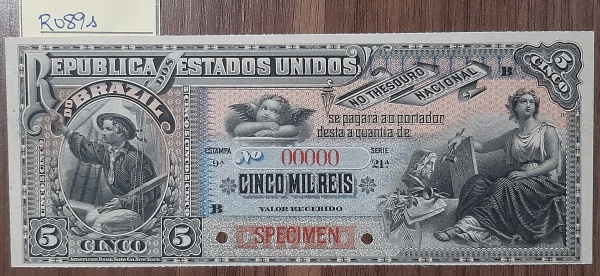 R089s
REPUBLICA DOS ESTADOS UNIDOS
DO BRAZIL
B
5
CINCO
NO THESOURO
NACIONAL
se pagará ao portador
desta a quantia de
ESTAMPA
SERIE
9ª
Nº
00000
21ª
CINCO MIL REIS
B
VALOR RECEBIDO
5
CINCO
5
SPECIMEN
American Bank Note Co. New York.